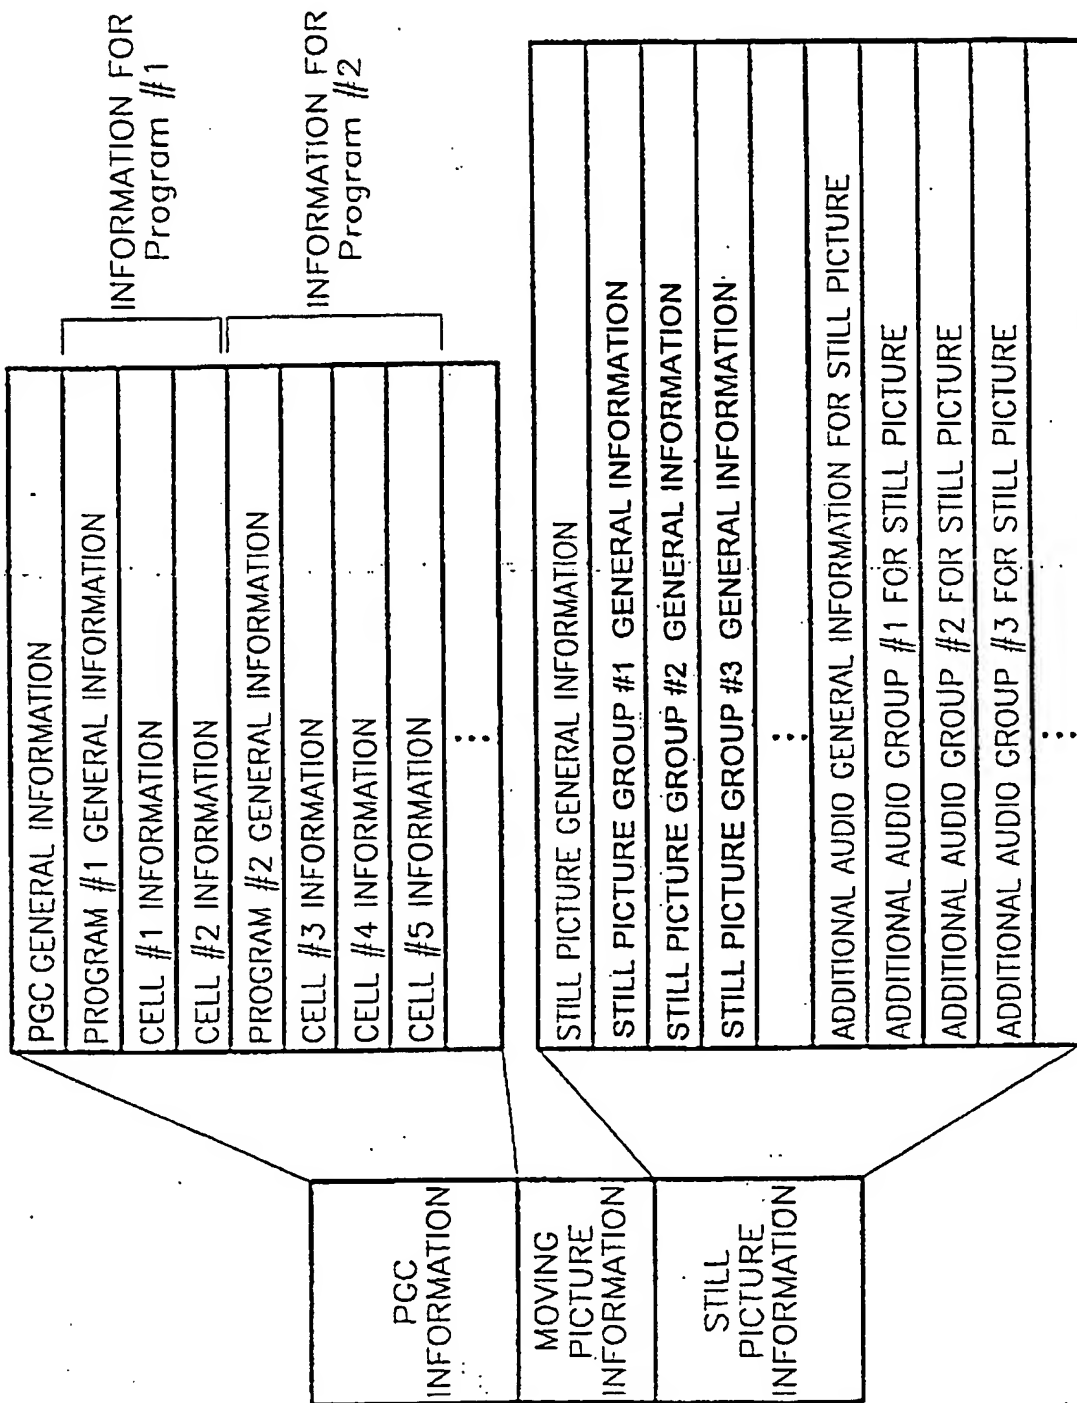 PGC
INFORMATION
MOVING
PICTURE
INFORMATION
STILL
PICTURE
INFORMATION
PGC GENERAL INFORMATION
PROGRAM #1 GENERAL INFORMATION
CELL #1 INFORMATION
CELL #2 INFORMATION
PROGRAM #2 GENERAL INFORMATION
CELL #3 INFORMATION
CELL #4 INFORMATION
CELL #5 INFORMATION
⋮
INFORMATION FOR
Program #1
INFORMATION FOR
Program #2
STILL PICTURE GENERAL INFORMATION
STILL PICTURE GROUP #1 GENERAL INFORMATION
STILL PICTURE GROUP #2 GENERAL INFORMATION
STILL PICTURE GROUP #3 GENERAL INFORMATION
⋮
ADDITIONAL AUDIO GENERAL INFORMATION FOR STILL PICTURE
ADDITIONAL AUDIO GROUP #1 FOR STILL PICTURE
ADDITIONAL AUDIO GROUP #2 FOR STILL PICTURE
ADDITIONAL AUDIO GROUP #3 FOR STILL PICTURE
⋮